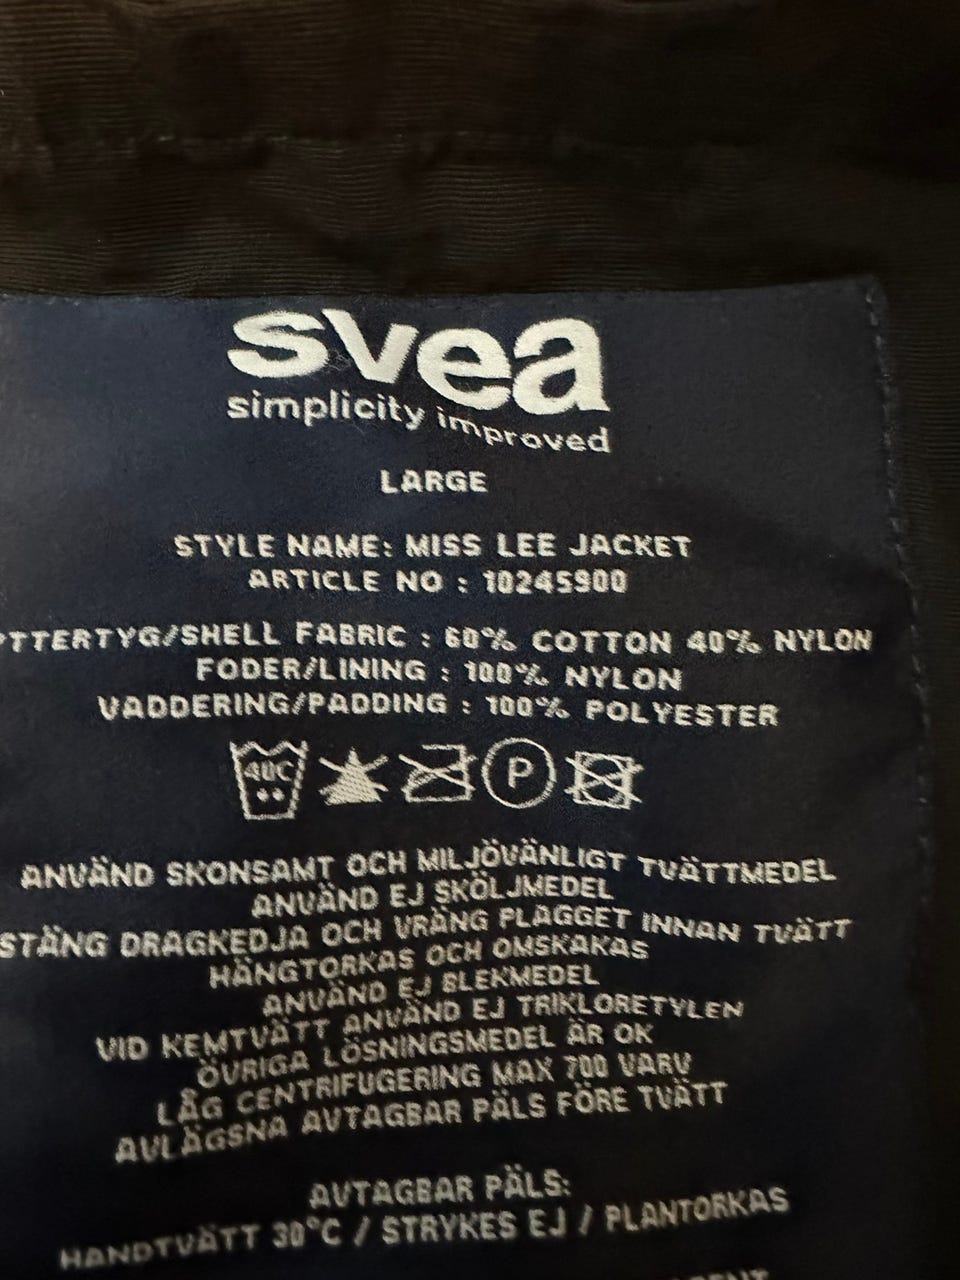 svea
simplicity improved
LARGE
STYLE NAME: MISS LEE JACKET
ARTICLE NO : 10245900
TTERTYG/SHELL FABRIC : 60% COTTON 40% NYLON
FODER/LINING : 100% NYLON
VADDERING/PADDING : 100% POLYESTER
40C P
ANVÄND SKONSAMT OCH MILJÖVÄNLIGT TVÄTTMEDEL
ANVÄND EJ SKÖLJMEDEL
STÄNG DRAGKEDJA OCH VRÄNG PLAGGET INNAN TVÄTT
HÄNGTORKAS OCH OMSKAKAS
ANVÄND EJ BLEKMEDEL
VID KEMTVÄTT ANVÄND EJ TRIKLORETYLEN
ÖVRIGA LÖSNINGSMEDEL ÄR OK
LÅG CENTRIFUGERING MAX 700 VARV
AVLÄGSNA AVTAGBAR PÄLS FÖRE TVÄTT
AVTAGBAR PÄLS:
HANDTVÄTT 30°C / STRYKES EJ / PLANTORKAS